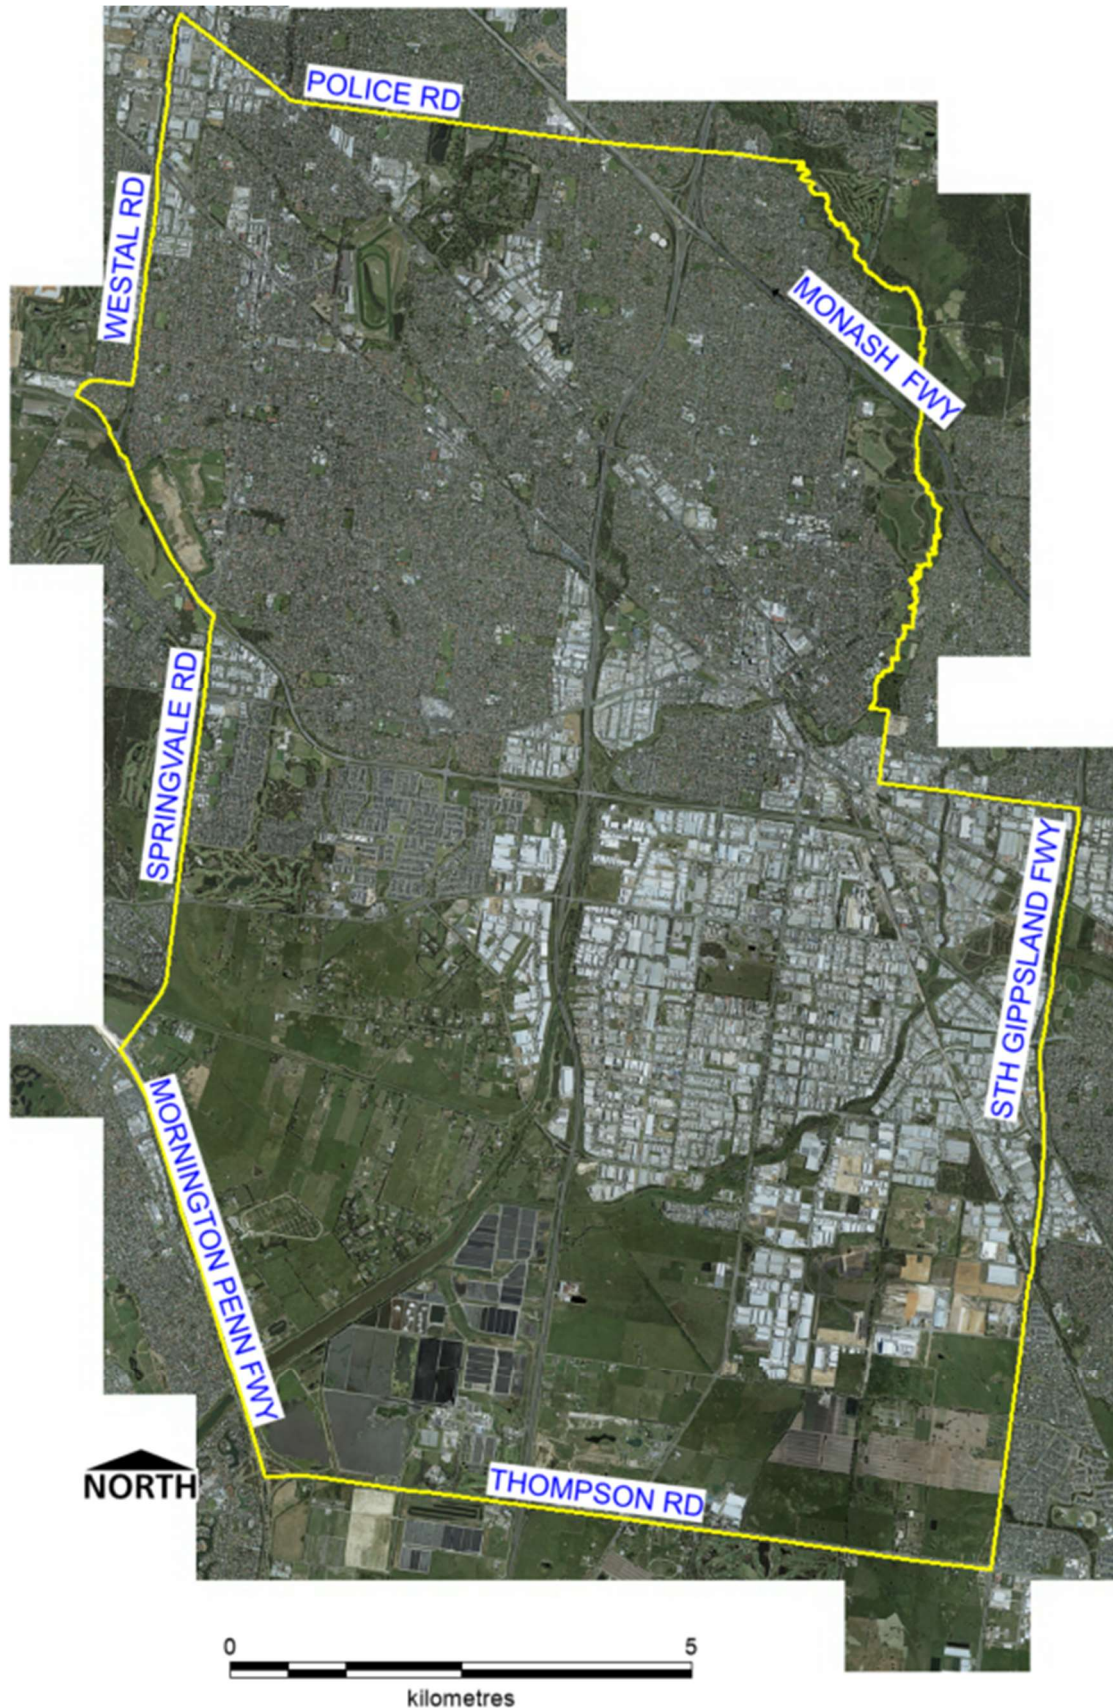 POLICE RD
WESTAL RD
MONASH FWY
SPRINGVALE RD
STH GIPPSLAND FWY
MORNINGTON PENN FWY
NORTH
THOMPSON RD
0 5
kilometres